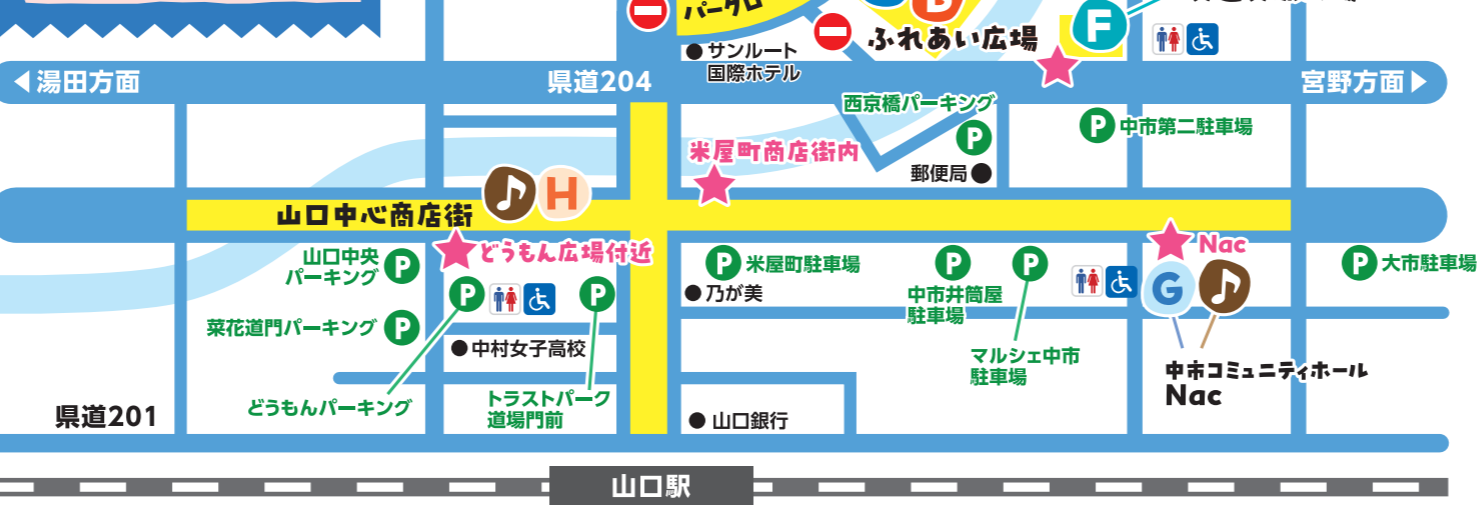 パークロ
B
F
ふれあい広場
サンルート
国際ホテル
湯田方面
県道204
宮野方面
西京橋パーキング
P
P 中市第二駐車場
米屋町商店街内
郵便局
H
山口中心商店街
どうもん広場付近
Nac
山口中央
パーキング
P
P 米屋町駐車場
P
P
P 大市駐車場
G
P
P
乃が美
中市井筒屋
駐車場
菜花道門パーキング P
中村女子高校
マルシェ中市
駐車場
中市コミュニティホール
Nac
どうもんパーキング
トラストパーク
道場門前
県道201
山口銀行
山口駅